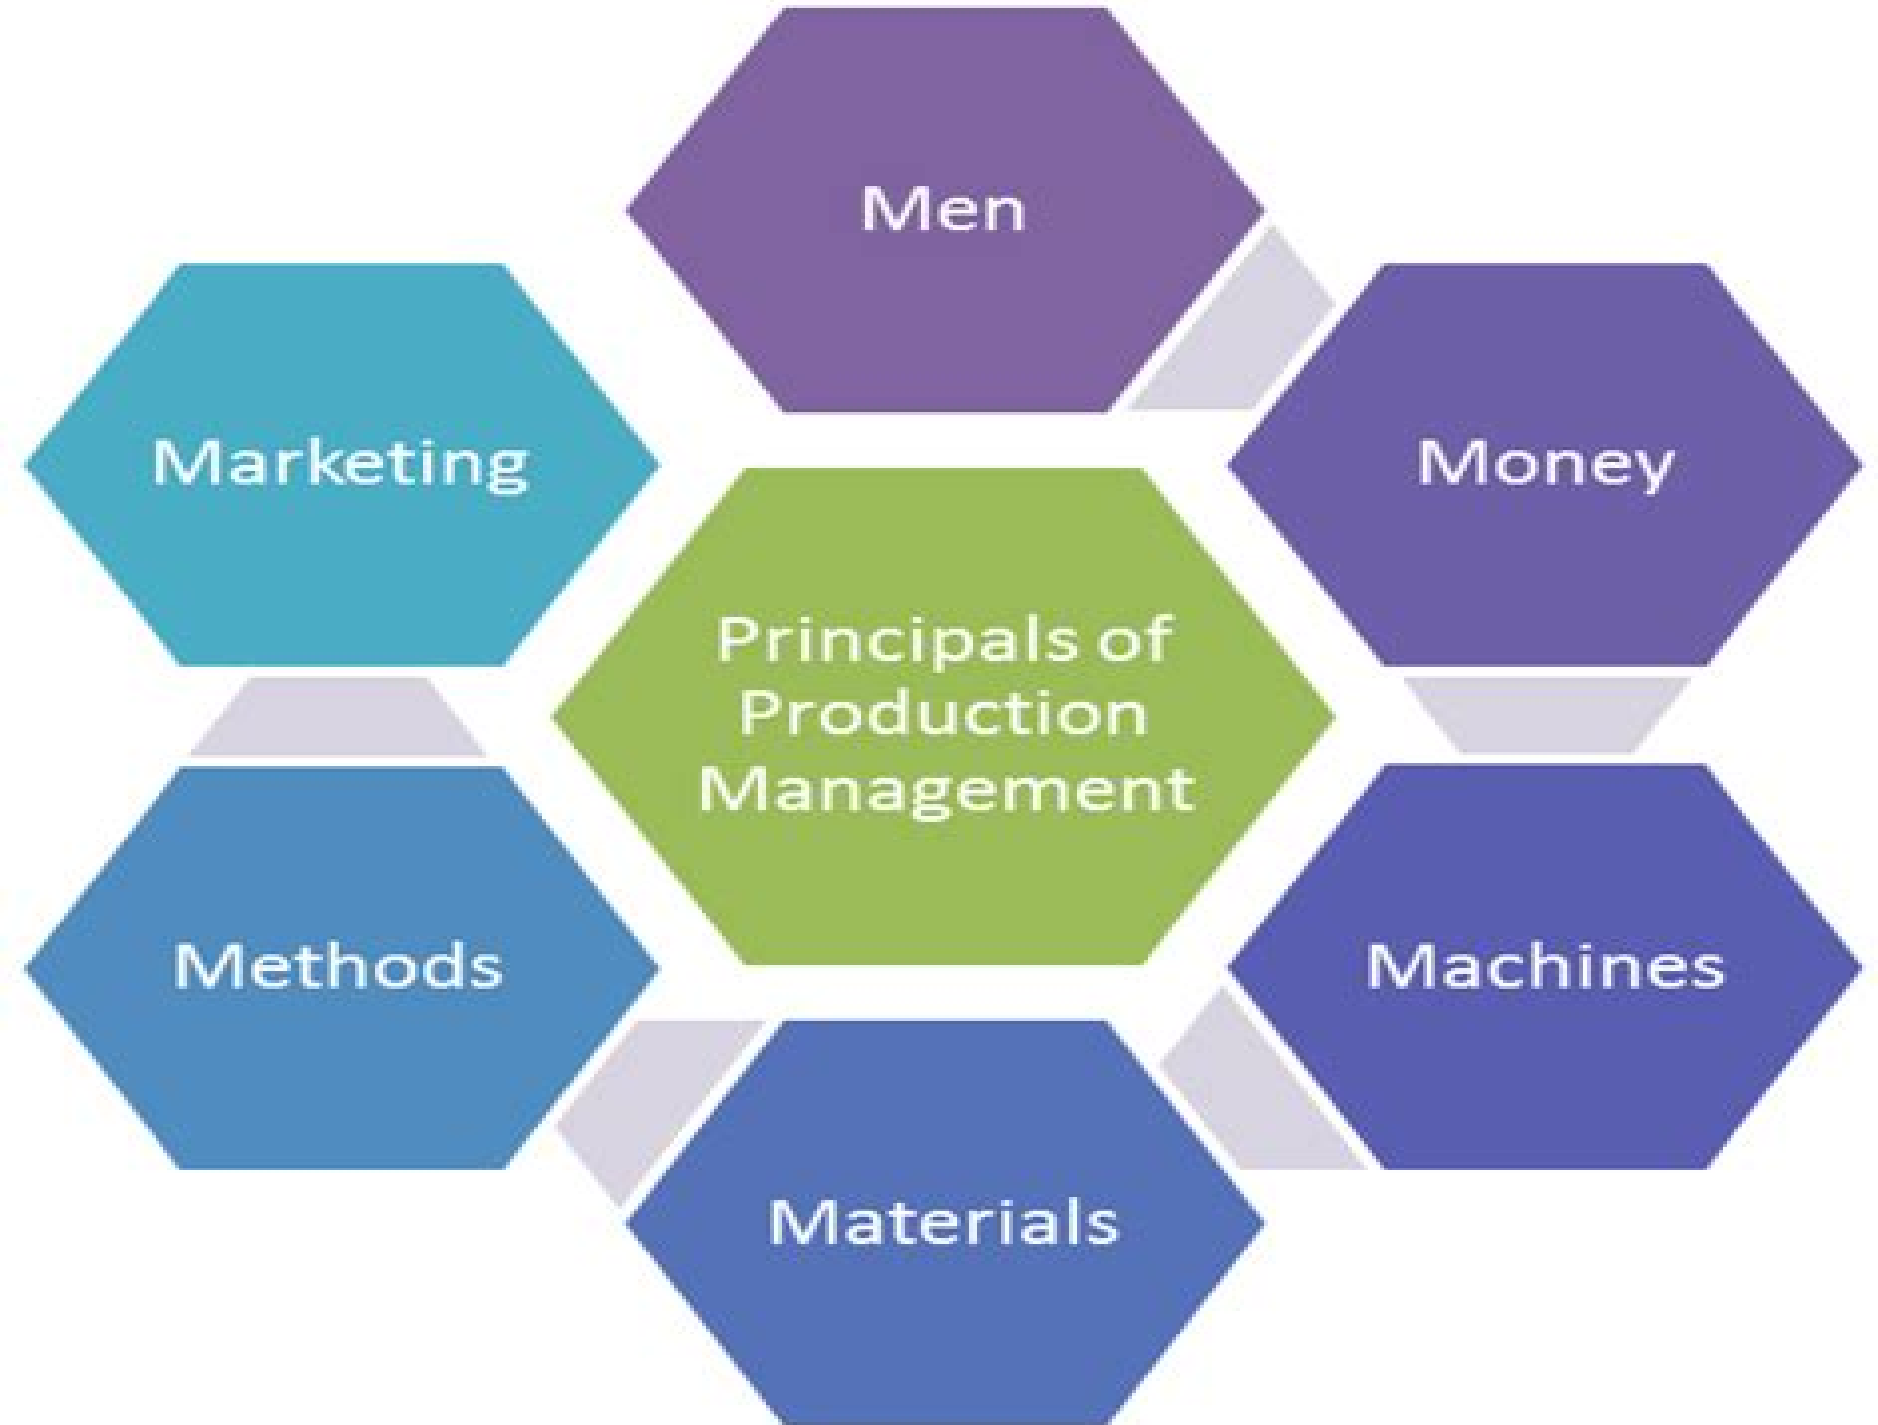 Men
Money
Marketing
Principals of
Production
Management
Machines
Methods
Materials